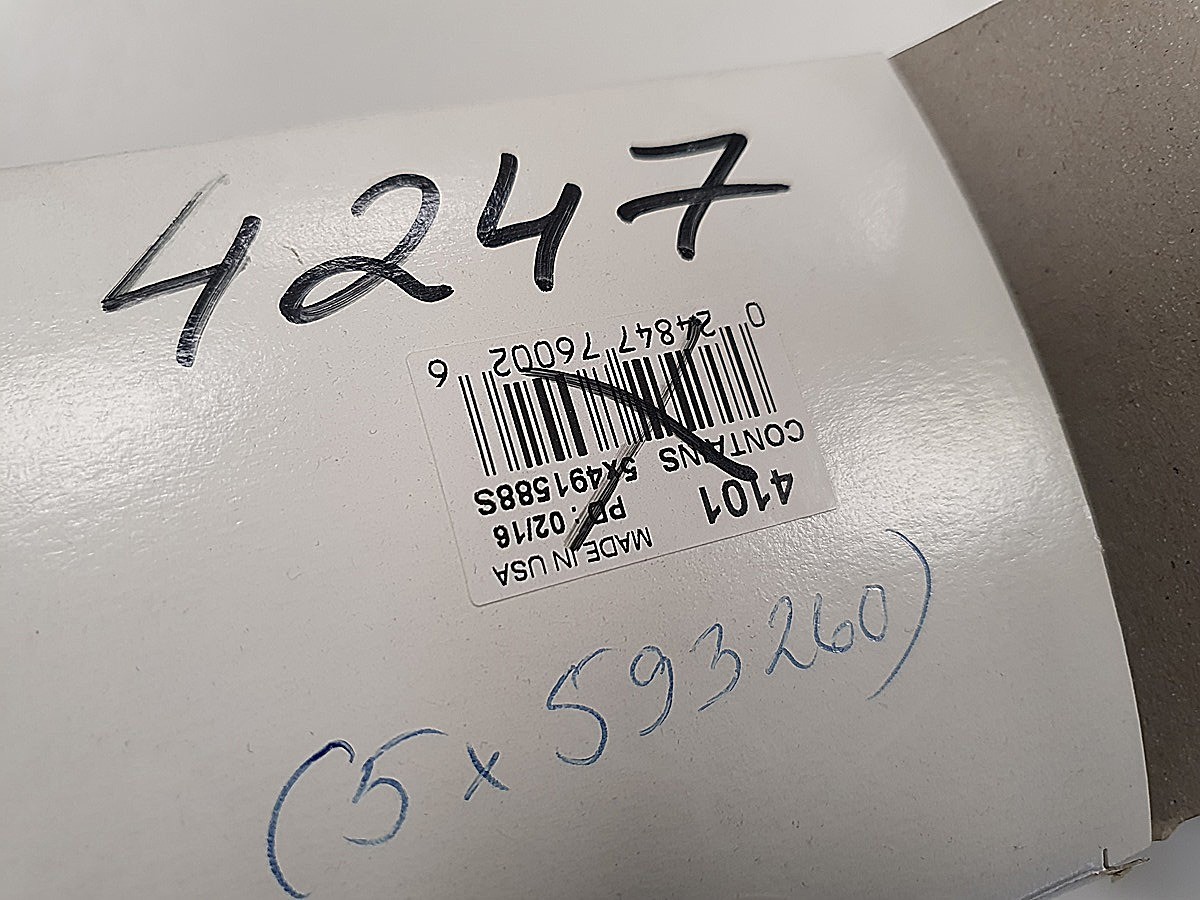 4247
4101
CONTAINS 5x491588S
PD : 02/16
MADE IN USA
0 24847 76002 6
(5 x 593260)